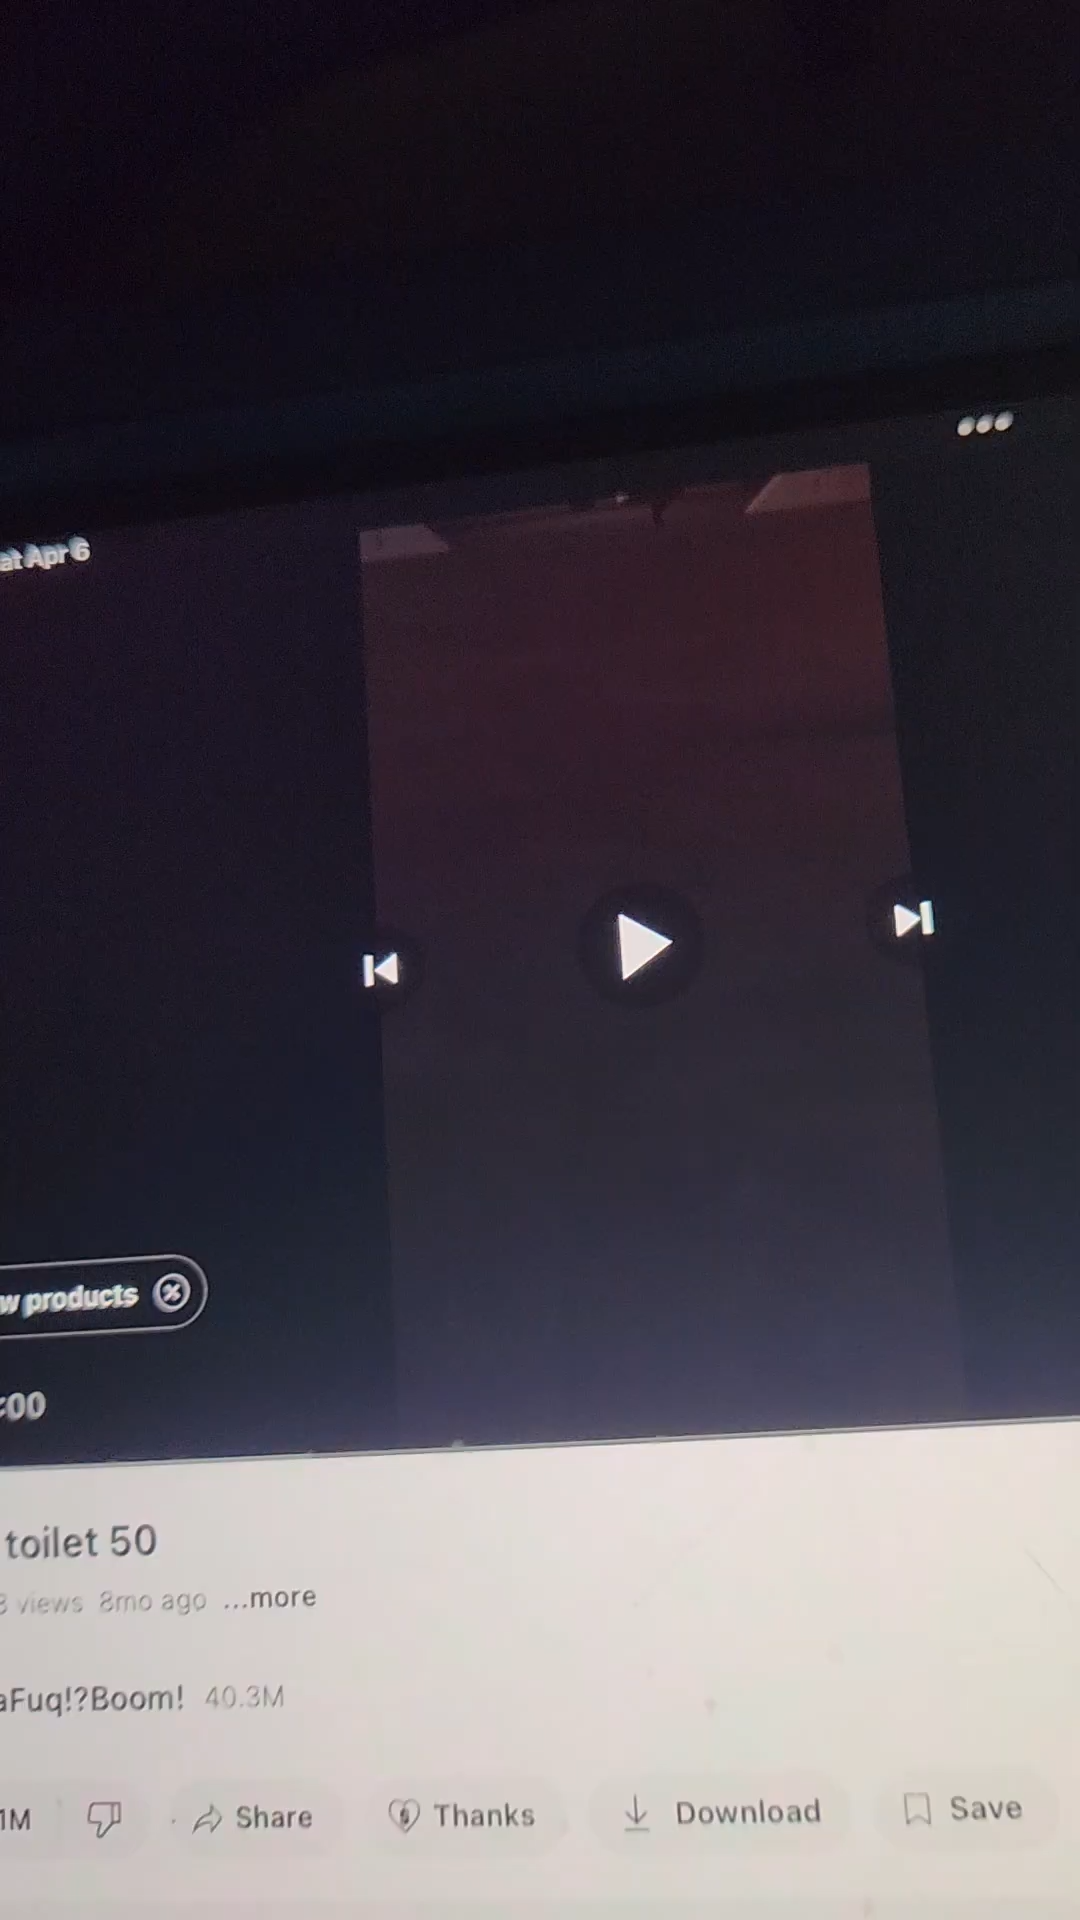 at Apr 6
w products
:00
toilet 50
views 8mo ago ...more
aFuq!?Boom! 40.3M
1M Share Thanks Download Save